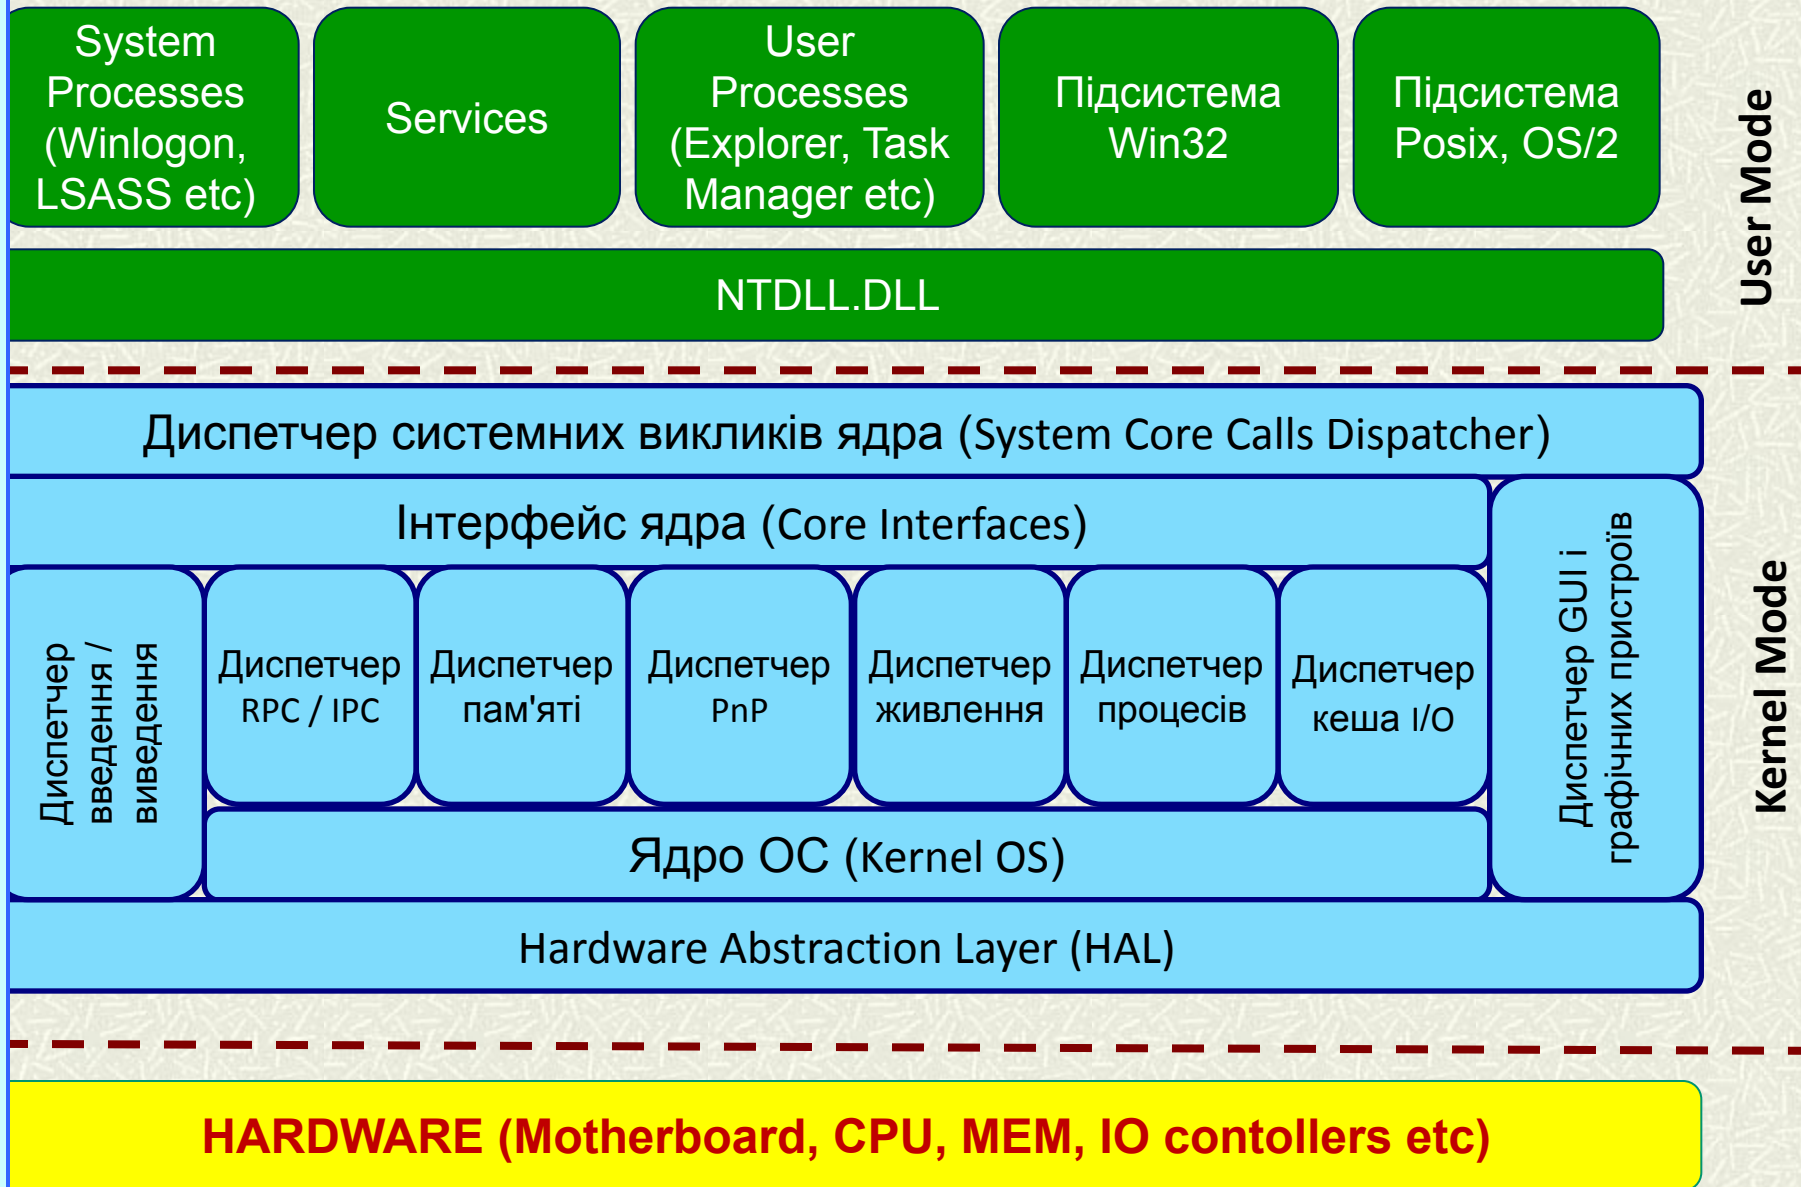 System
Processes
(Winlogon,
LSASS etc)
Services
User
Processes
(Explorer, Task
Manager etc)
Підсистема
Win32
Підсистема
Posix, OS/2
User Mode
NTDLL.DLL
Диспетчер системних викликів ядра (System Core Calls Dispatcher)
Інтерфейс ядра (Core Interfaces)
Диспетчер
введення /
виведення
Диспетчер
RPC / IPC
Диспетчер
пам'яті
Диспетчер
PnP
Диспетчер
живлення
Диспетчер
процесів
Диспетчер
кеша I/O
Диспетчер GUI і
графічних пристроїв
Kernel Mode
Ядро ОС (Kernel OS)
Hardware Abstraction Layer (HAL)
HARDWARE (Motherboard, CPU, MEM, IO contollers etc)